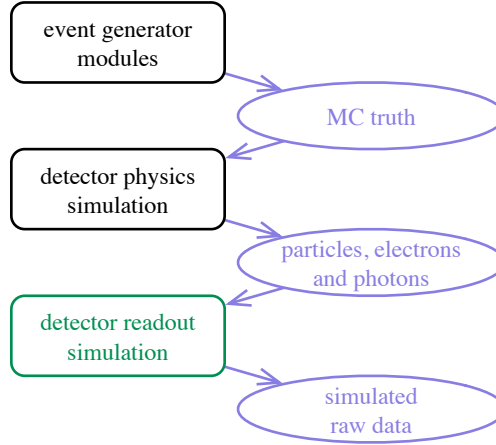 event generator
modules
MC truth
detector physics
simulation
particles, electrons
and photons
detector readout
simulation
simulated
raw data